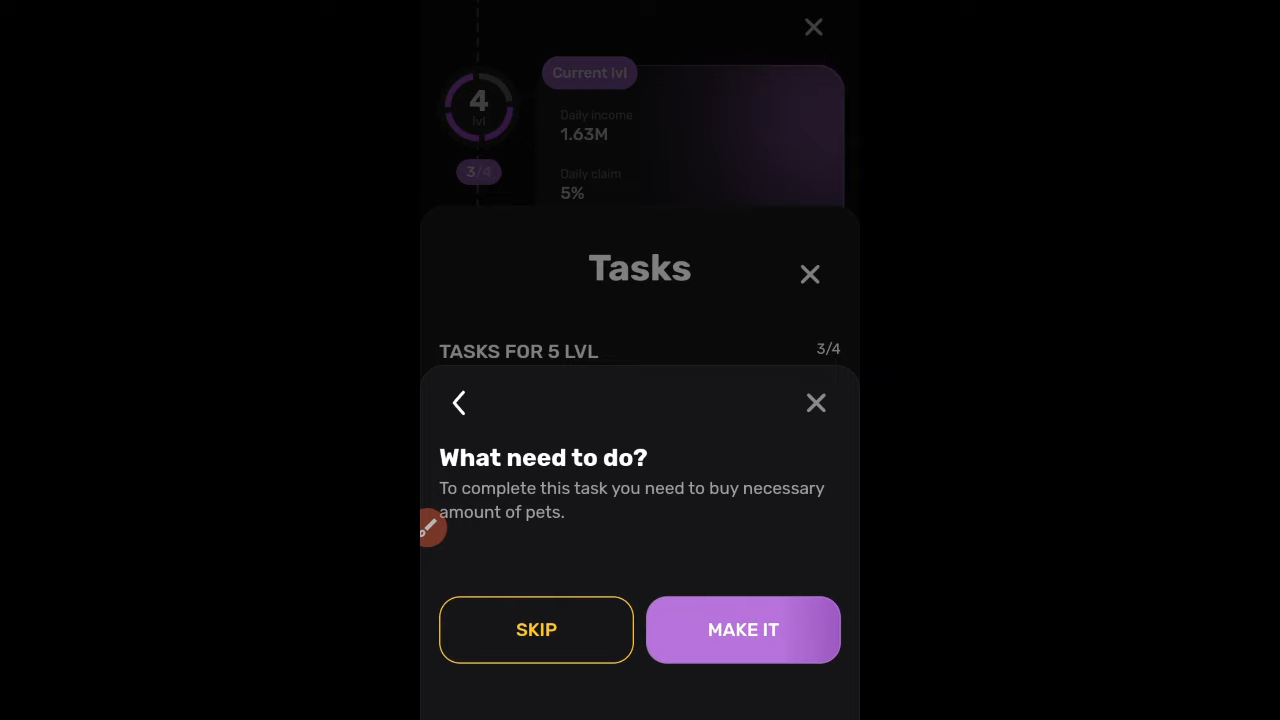 Current lvl
4
lvl
3/4
Daily income
1.63M
Daily claim
5%
Tasks
TASKS FOR 5 LVL
3/4
What need to do?
To complete this task you need to buy necessary
amount of pets.
SKIP
MAKE IT